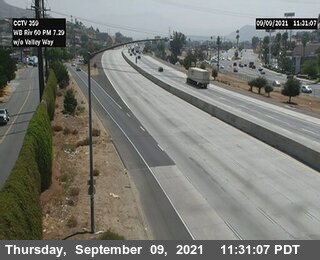 CCTV 359
WB Riv 60 PM 7.29
w/o Valley Way
09/09/2021 11:31:07
Thursday, September 09, 2021 11:31:07 PDT